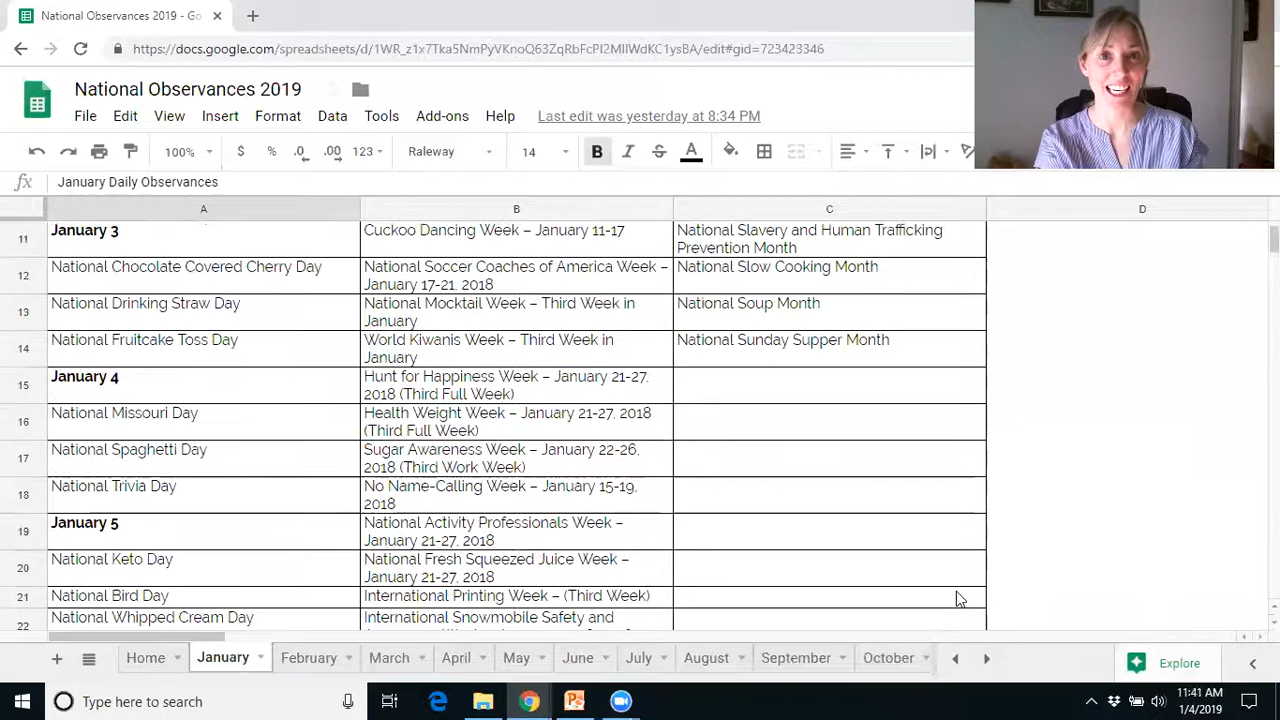 National Observances 2019 - Go
https://docs.google.com/spreadsheets/d/1WR_z1x7Tka5NmPyVKnoQ63ZqRbFcPI2MIIWdKC1ysBA/edit#gid=723423346
National Observances 2019
File Edit View Insert Format Data Tools Add-ons Help Last edit was yesterday at 8:34 PM
100% $ % .0 .00 123 Raleway 14 B I S A
fx January Daily Observances
A B C D
11 January 3 Cuckoo Dancing Week – January 11-17 National Slavery and Human Trafficking
Prevention Month
12 National Chocolate Covered Cherry Day National Soccer Coaches of America Week – National Slow Cooking Month
January 17-21, 2018
13 National Drinking Straw Day National Mocktail Week – Third Week in National Soup Month
January
14 National Fruitcake Toss Day World Kiwanis Week – Third Week in National Sunday Supper Month
January
15 January 4 Hunt for Happiness Week – January 21-27,
2018 (Third Full Week)
16 National Missouri Day Health Weight Week – January 21-27, 2018
(Third Full Week)
17 National Spaghetti Day Sugar Awareness Week – January 22-26,
2018 (Third Work Week)
18 National Trivia Day No Name-Calling Week – January 15-19,
2018
19 January 5 National Activity Professionals Week –
January 21-27, 2018
20 National Keto Day National Fresh Squeezed Juice Week –
January 21-27, 2018
21 National Bird Day International Printing Week – (Third Week)
22 National Whipped Cream Day International Snowmobile Safety and
Home January February March April May June July August September October Explore
Type here to search 11:41 AM
1/4/2019